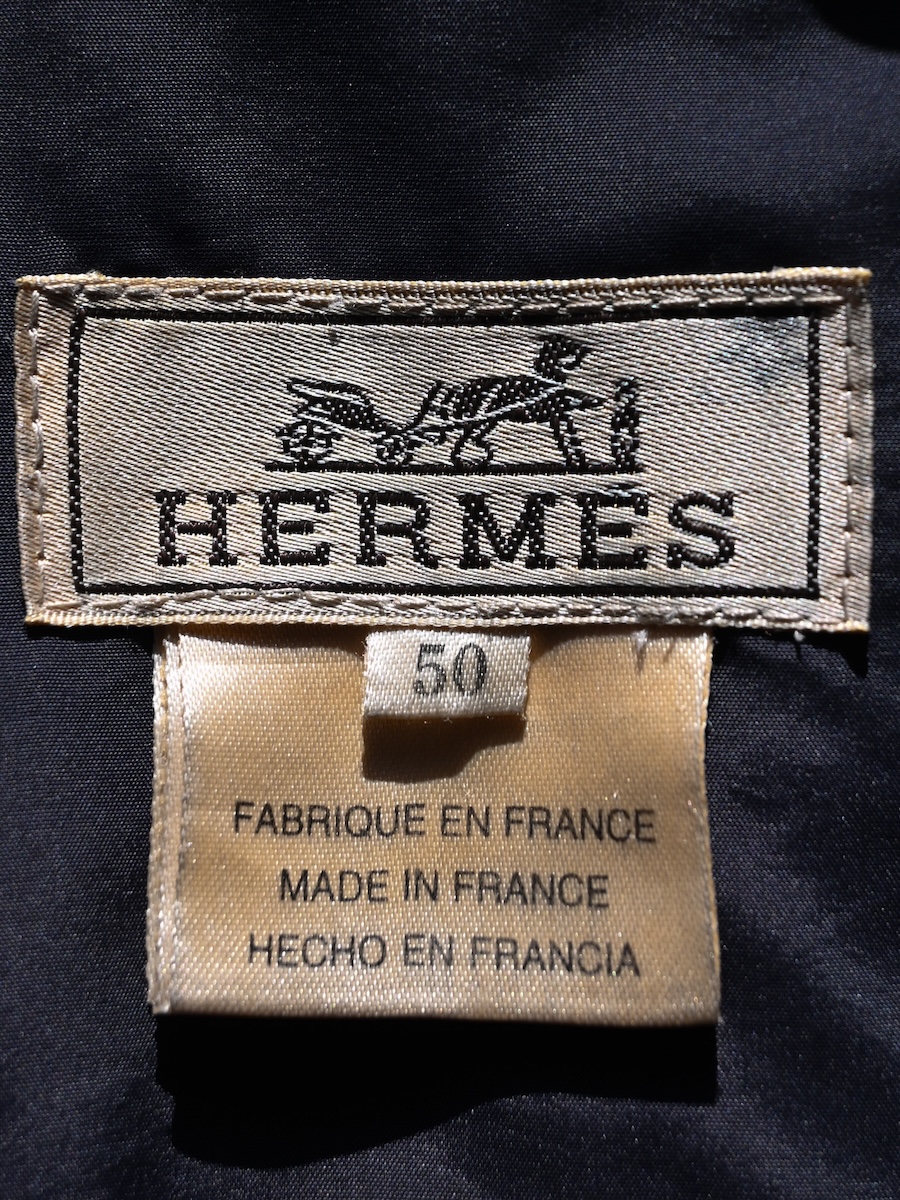 HERMÈS
50
FABRIQUE EN FRANCE
MADE IN FRANCE
HECHO EN FRANCIA